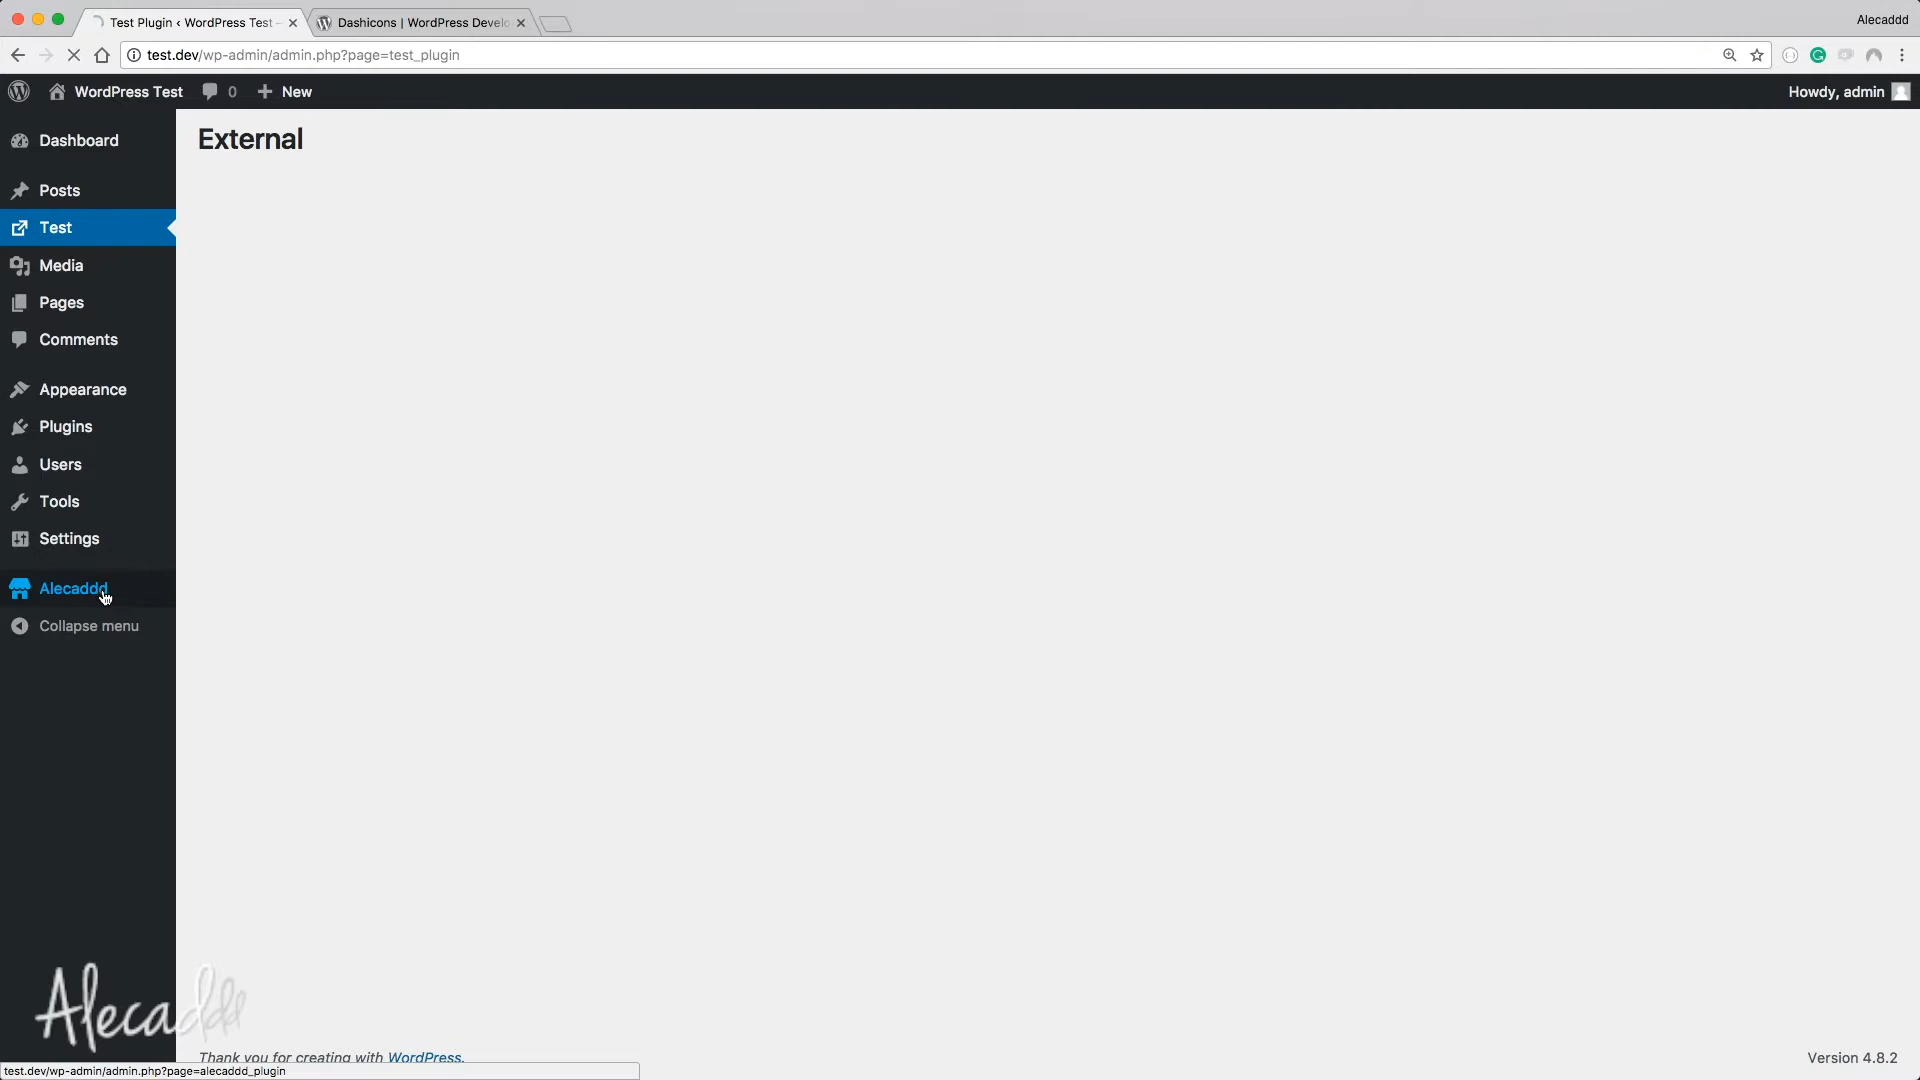 Alecaddd
Test Plugin ‹ WordPress Test –
Dashicons | WordPress Develo
test.dev/wp-admin/admin.php?page=test_plugin
WordPress Test
0
New
Howdy, admin
Dashboard
Posts
Test
Media
Pages
Comments
Appearance
Plugins
Users
Tools
Settings
Alecaddd
Collapse menu
External
Alecaddd
Thank you for creating with WordPress.
Version 4.8.2
test.dev/wp-admin/admin.php?page=alecaddd_plugin